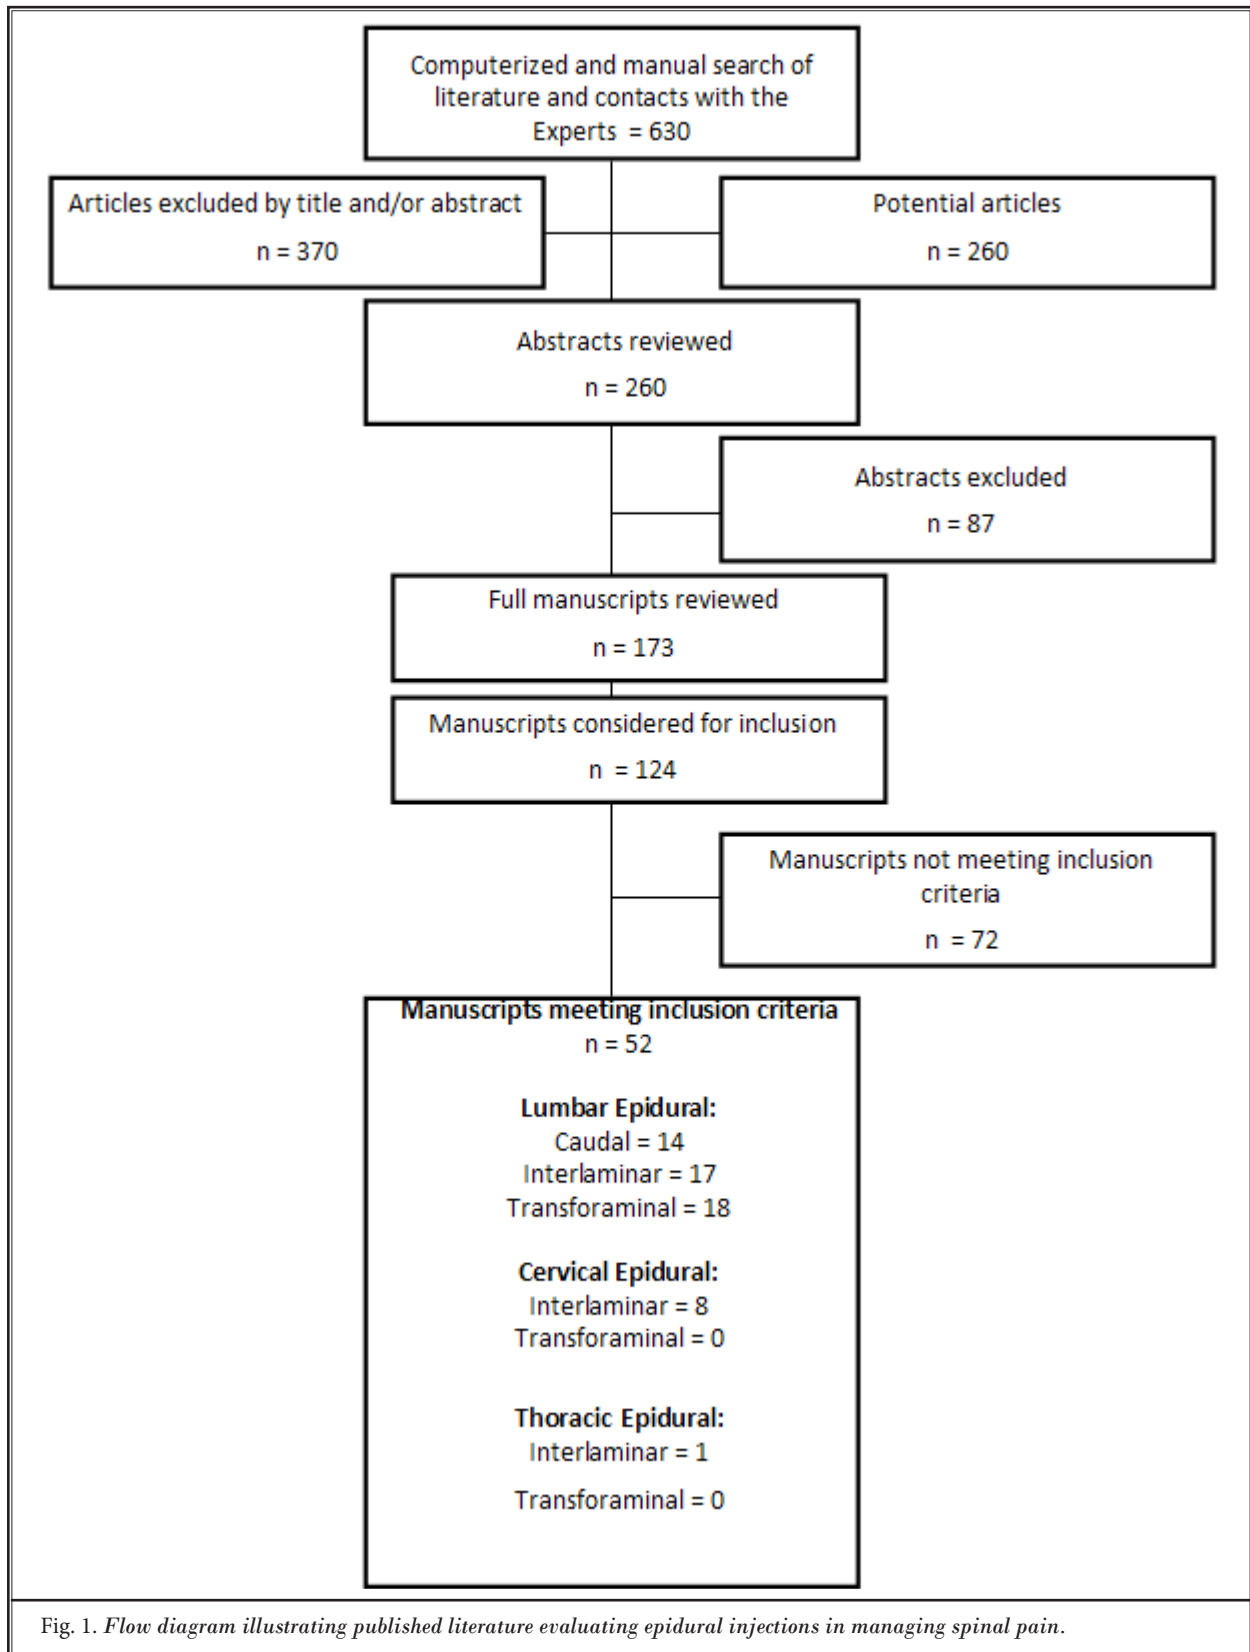 Computerized and manual search of
literature and contacts with the
Experts = 630
Articles excluded by title and/or abstract
n = 370
Potential articles
n = 260
Abstracts reviewed
n = 260
Abstracts excluded
n = 87
Full manuscripts reviewed
n = 173
Manuscripts considered for inclusion
n = 124
Manuscripts not meeting inclusion
criteria
n = 72
Manuscripts meeting inclusion criteria
n = 52
Lumbar Epidural:
Caudal = 14
Interlaminar = 17
Transforaminal = 18
Cervical Epidural:
Interlaminar = 8
Transforaminal = 0
Thoracic Epidural:
Interlaminar = 1
Transforaminal = 0
Fig. 1. Flow diagram illustrating published literature evaluating epidural injections in managing spinal pain.